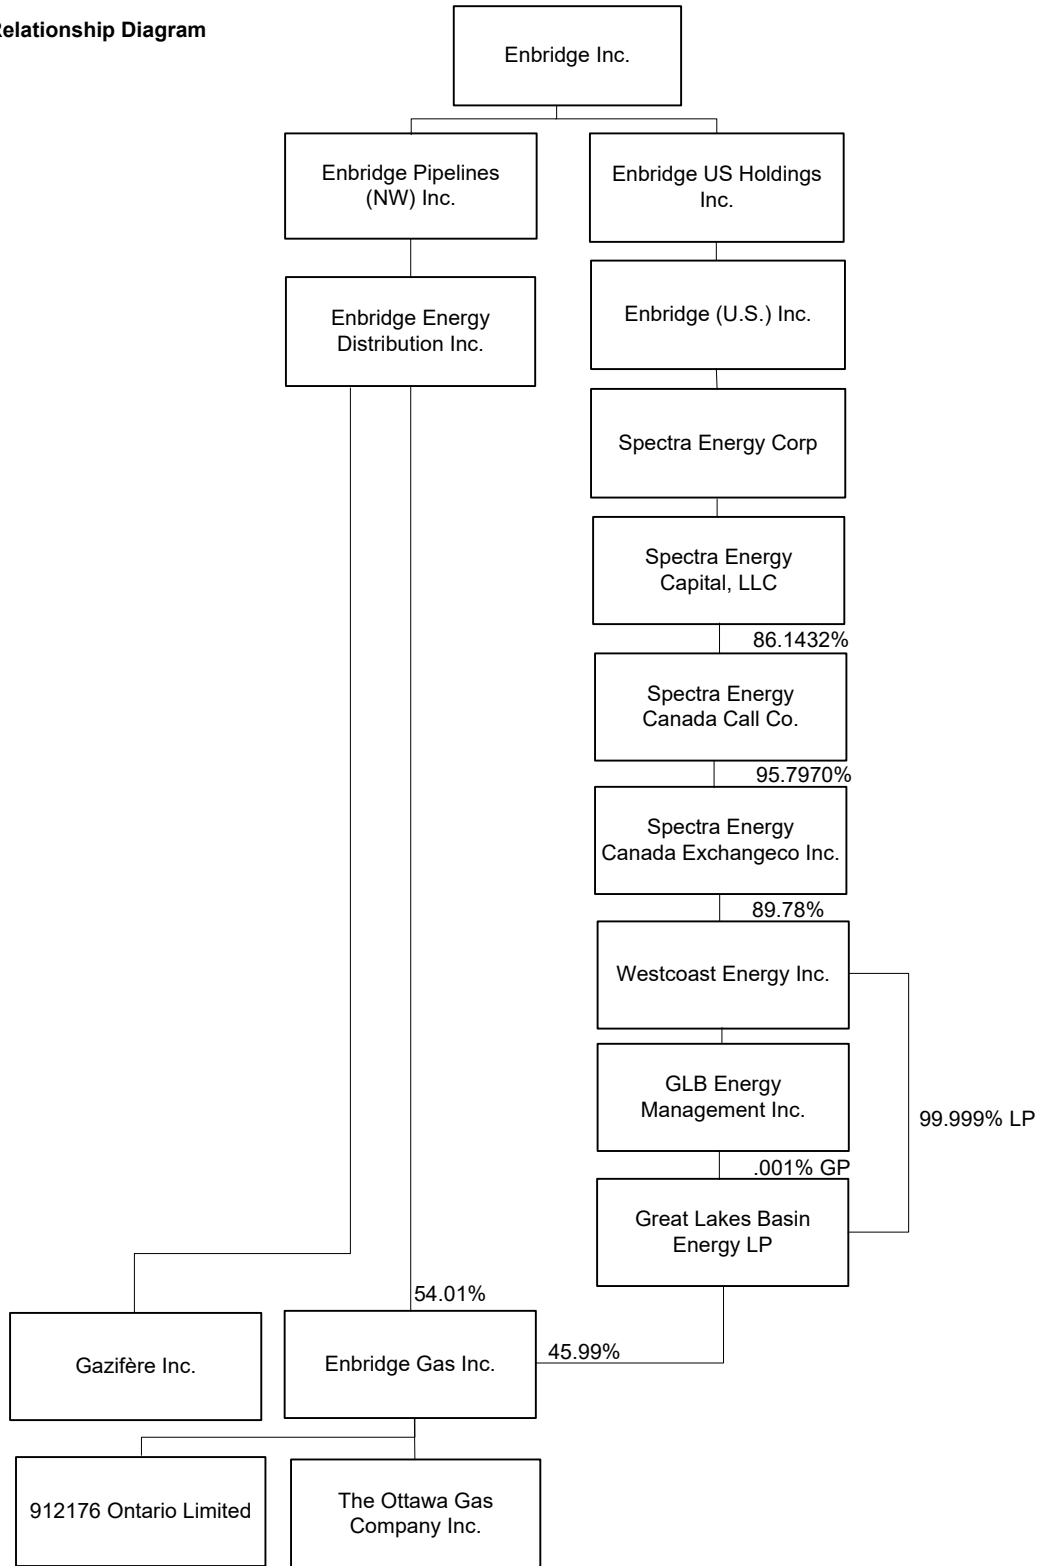 Relationship Diagram
Enbridge Inc.
Enbridge Pipelines
(NW) Inc.
Enbridge US Holdings
Inc.
Enbridge Energy
Distribution Inc.
Enbridge (U.S.) Inc.
Spectra Energy Corp
Spectra Energy
Capital, LLC
86.1432%
Spectra Energy
Canada Call Co.
95.7970%
Spectra Energy
Canada Exchangeco Inc.
89.78%
Westcoast Energy Inc.
GLB Energy
Management Inc.
99.999% LP
.001% GP
Great Lakes Basin
Energy LP
54.01%
Gazifère Inc.
Enbridge Gas Inc.
45.99%
912176 Ontario Limited
The Ottawa Gas
Company Inc.